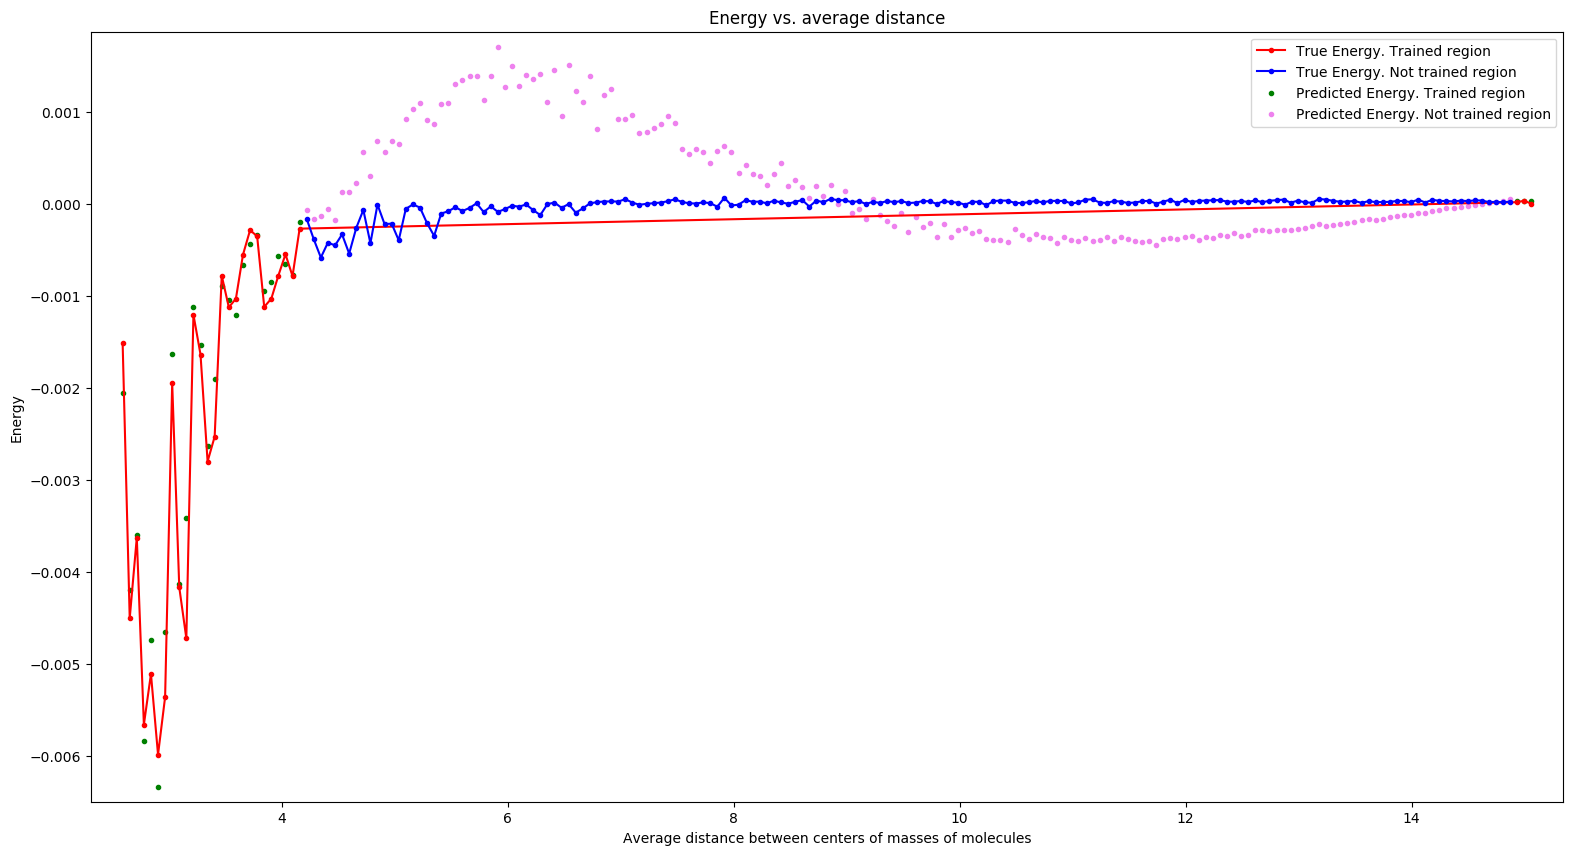 Energy vs. average distance
True Energy. Trained region
True Energy. Not trained region
Predicted Energy. Trained region
Predicted Energy. Not trained region
0.001
0.000
−0.001
−0.002
−0.003
−0.004
−0.005
−0.006
Energy
4 6 8 10 12 14
Average distance between centers of masses of molecules